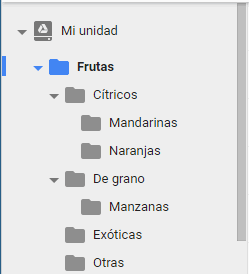 Mi unidad
Frutas
Cítricos
Mandarinas
Naranjas
De grano
Manzanas
Exóticas
Otras